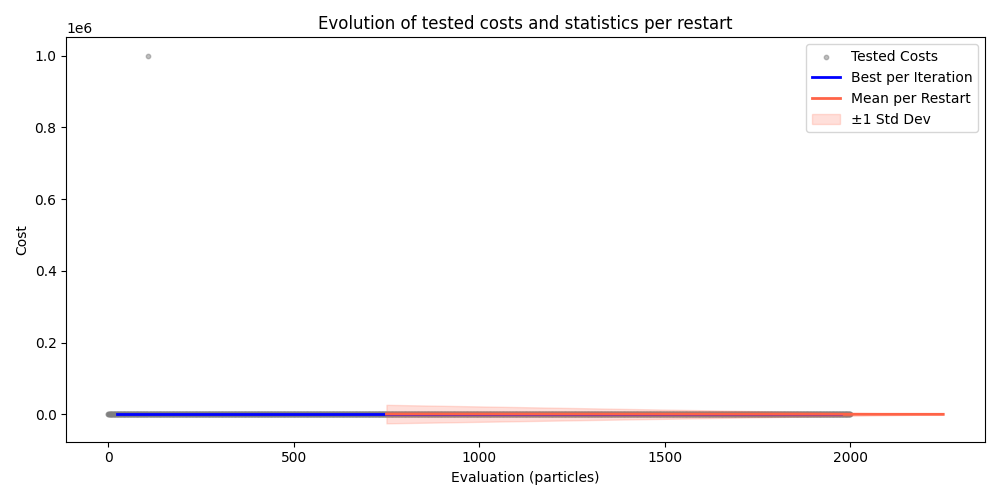 Evolution of tested costs and statistics per restart
1e6
1.0
0.8
0.6
0.4
0.2
0.0
Cost
Tested Costs
Best per Iteration
Mean per Restart
±1 Std Dev
0 500 1000 1500 2000
Evaluation (particles)